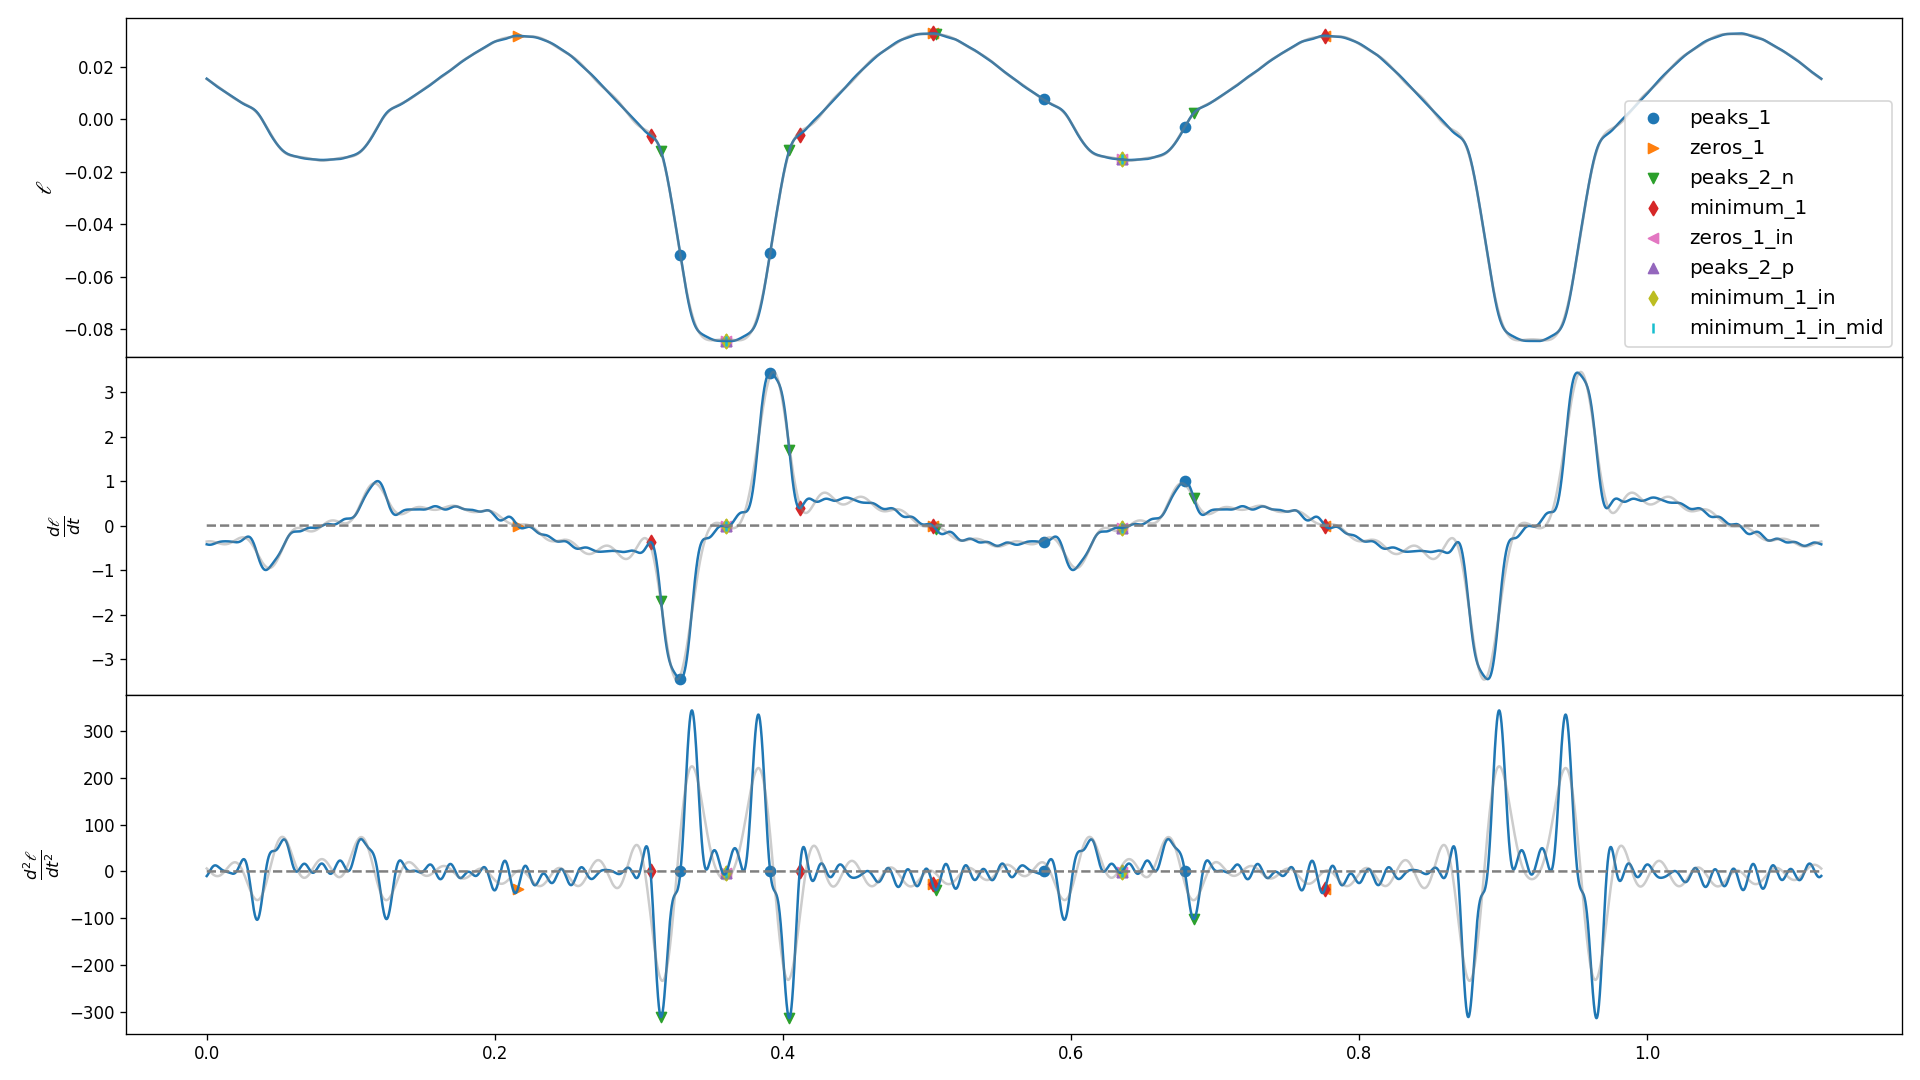 0.02
0.00
−0.02
−0.04
−0.06
−0.08
ℓ
peaks_1
zeros_1
peaks_2_n
minimum_1
zeros_1_in
peaks_2_p
minimum_1_in
minimum_1_in_mid
3
2
1
0
−1
−2
−3
dℓ
dt
300
200
100
0
−100
−200
−300
d²ℓ
dt²
0.0 0.2 0.4 0.6 0.8 1.0